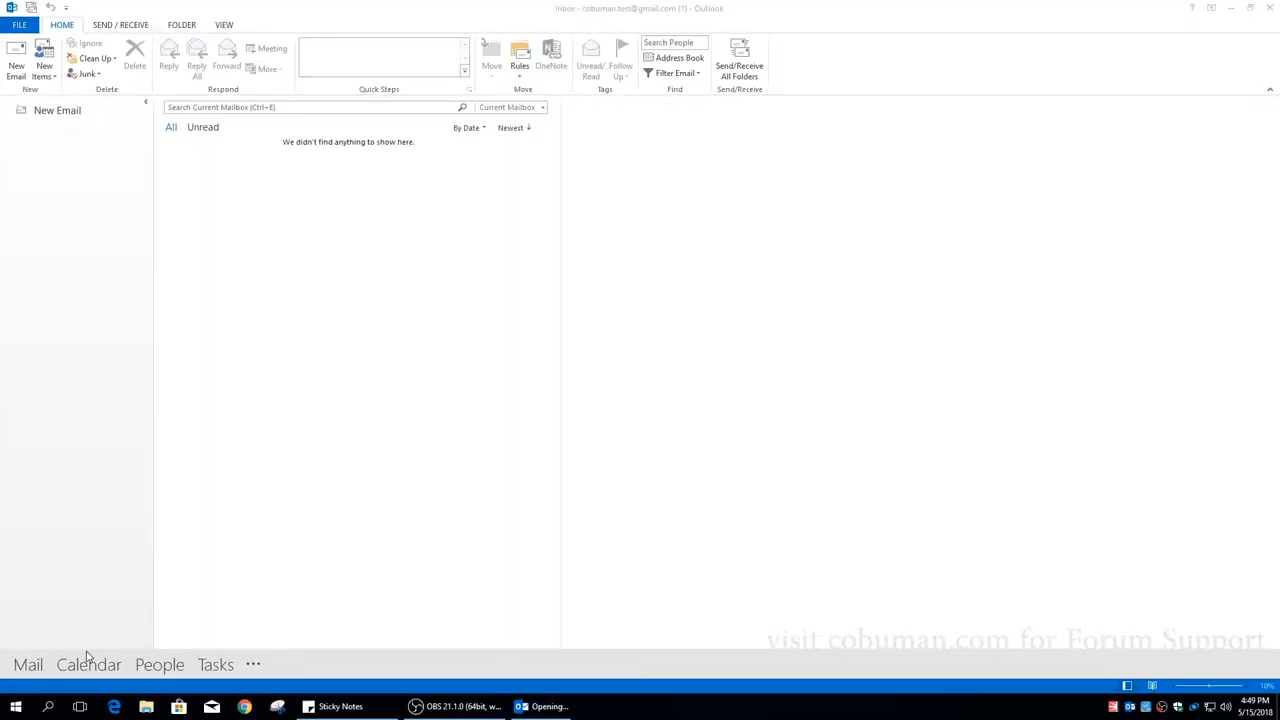 Inbox - cobuman.test@gmail.com (1) - Outlook
FILE
HOME
SEND / RECEIVE
FOLDER
VIEW
New Email
New Items
New
Ignore
Clean Up
Junk
Delete
Delete
Reply
Reply All
Forward
Meeting
More
Respond
Quick Steps
Move
Rules
OneNote
Move
Unread/ Read
Follow Up
Tags
Search People
Address Book
Filter Email
Find
Send/Receive All Folders
Send/Receive
New Email
Search Current Mailbox (Ctrl+E)
Current Mailbox
All
Unread
By Date
Newest
We didn't find anything to show here.
visit cobuman.com for Forum Support
Mail
Calendar
People
Tasks
10%
Sticky Notes
OBS 21.1.0 (64bit, w...
Opening...
4:49 PM
5/15/2018